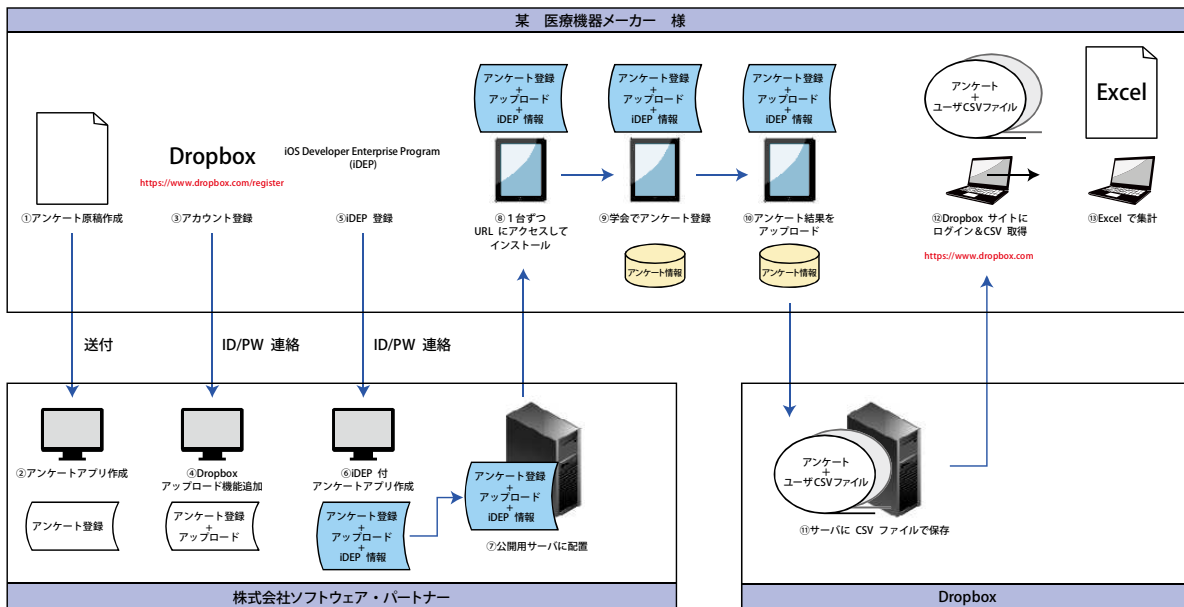 某 医療機器メーカー 様
①アンケート原稿作成
Dropbox
https://www.dropbox.com/register
③アカウント登録
iOS Developer Enterprise Program
(iDEP)
⑤iDEP 登録
アンケート登録
+
アップロード
+
iDEP 情報
⑧1台ずつ
URL にアクセスして
インストール
アンケート登録
+
アップロード
+
iDEP 情報
⑨学会でアンケート登録
アンケート情報
アンケート登録
+
アップロード
+
iDEP 情報
⑩アンケート結果を
アップロード
アンケート情報
アンケート
+
ユーザCSVファイル
⑫Dropbox サイトに
ログイン&CSV 取得
https://www.dropbox.com
Excel
⑬Excel で集計
送付
ID/PW 連絡
ID/PW 連絡
②アンケートアプリ作成
アンケート登録
④Dropbox
アップロード機能追加
アンケート登録
+
アップロード
⑥iDEP 付
アンケートアプリ作成
アンケート登録
+
アップロード
+
iDEP 情報
アンケート登録
+
アップロード
+
iDEP 情報
⑦公開用サーバに配置
株式会社ソフトウェア・パートナー
アンケート
+
ユーザCSVファイル
⑪サーバに CSV ファイルで保存
Dropbox